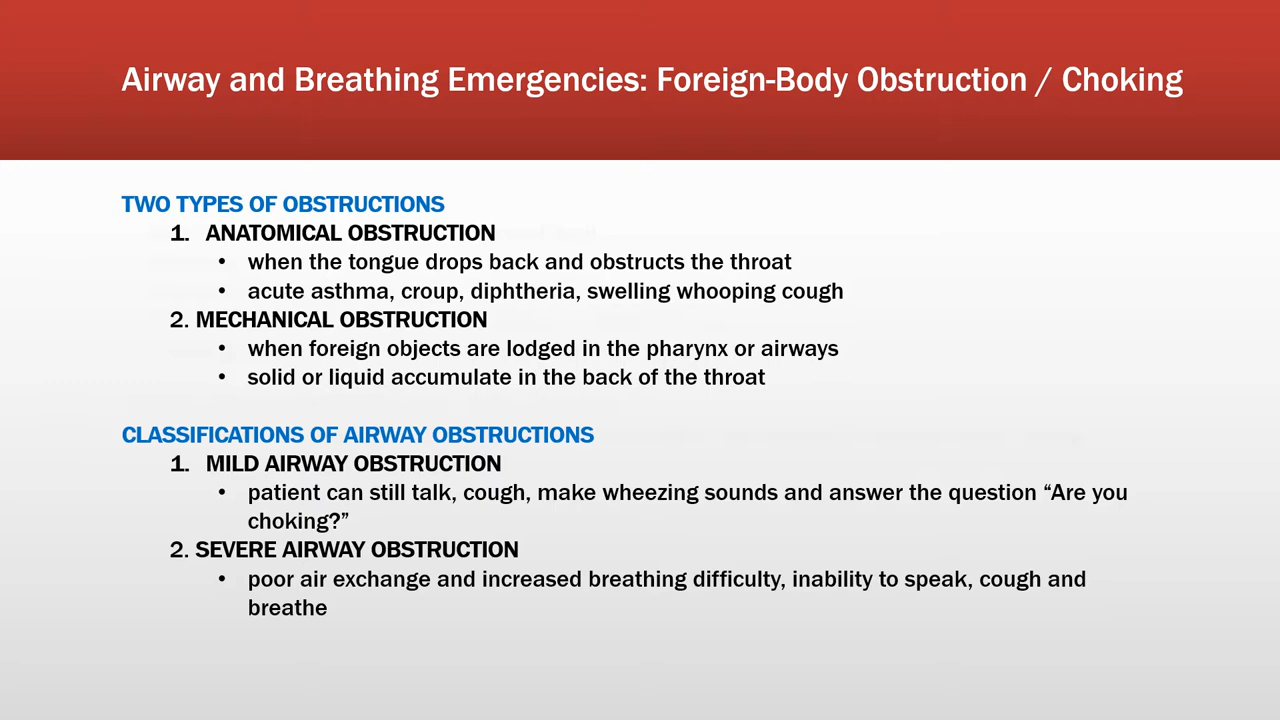 Airway and Breathing Emergencies: Foreign-Body Obstruction / Choking
TWO TYPES OF OBSTRUCTIONS
1. ANATOMICAL OBSTRUCTION
• when the tongue drops back and obstructs the throat
• acute asthma, croup, diphtheria, swelling whooping cough
2. MECHANICAL OBSTRUCTION
• when foreign objects are lodged in the pharynx or airways
• solid or liquid accumulate in the back of the throat
CLASSIFICATIONS OF AIRWAY OBSTRUCTIONS
1. MILD AIRWAY OBSTRUCTION
• patient can still talk, cough, make wheezing sounds and answer the question “Are you
choking?”
2. SEVERE AIRWAY OBSTRUCTION
• poor air exchange and increased breathing difficulty, inability to speak, cough and
breathe